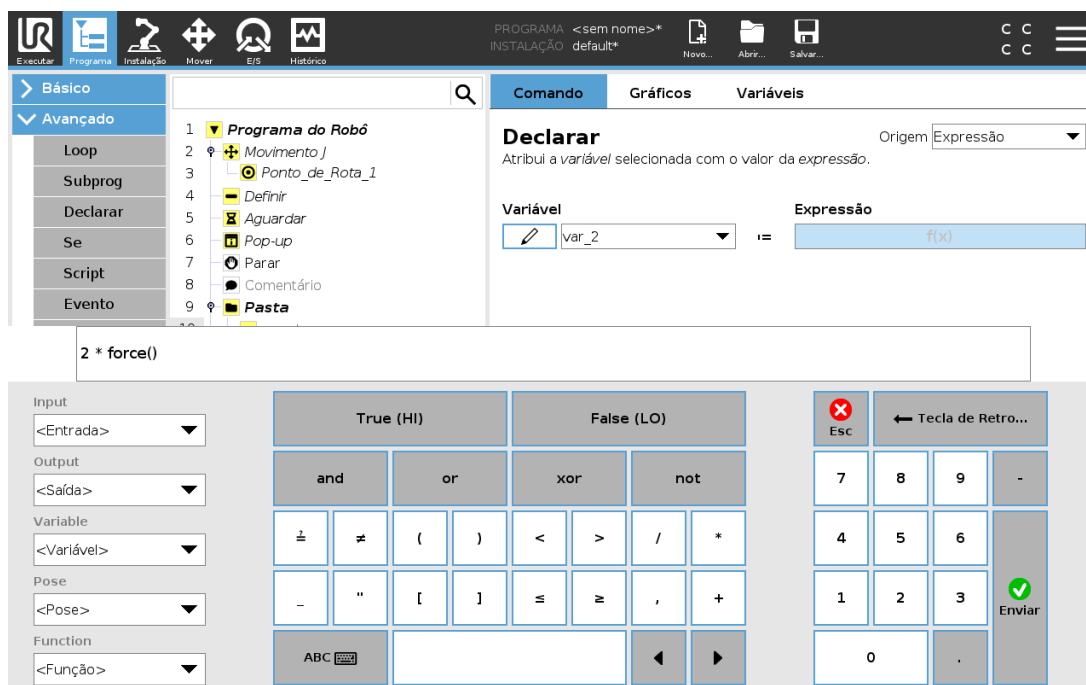 UR
PROGRAMA <sem nome>*
INSTALAÇÃO default*
Executar
Programa
Instalação
Mover
E/S
Histórico
Novo...
Abrir...
Salvar...
C C
C C
Básico
Avançado
Loop
Subprog
Declarar
Se
Script
Evento
1 Programa do Robô
2 Movimento J
3 Ponto_de_Rota_1
4 Definir
5 Aguardar
6 Pop-up
7 Parar
8 Comentário
9 Pasta
Comando Gráficos Variáveis
Declarar
Origem Expressão
Atribui a variável selecionada com o valor da expressão.
Variável Expressão
var_2 := f(x)
2 * force()
Input
<Entrada>
Output
<Saída>
Variable
<Variável>
Pose
<Pose>
Function
<Função>
True (HI) False (LO)
and or xor not
≟ ≠ ( ) < > / *
_ " [ ] ≤ ≥ , +
ABC
Esc
Tecla de Retro...
7 8 9 -
4 5 6
1 2 3
Enviar
0 .